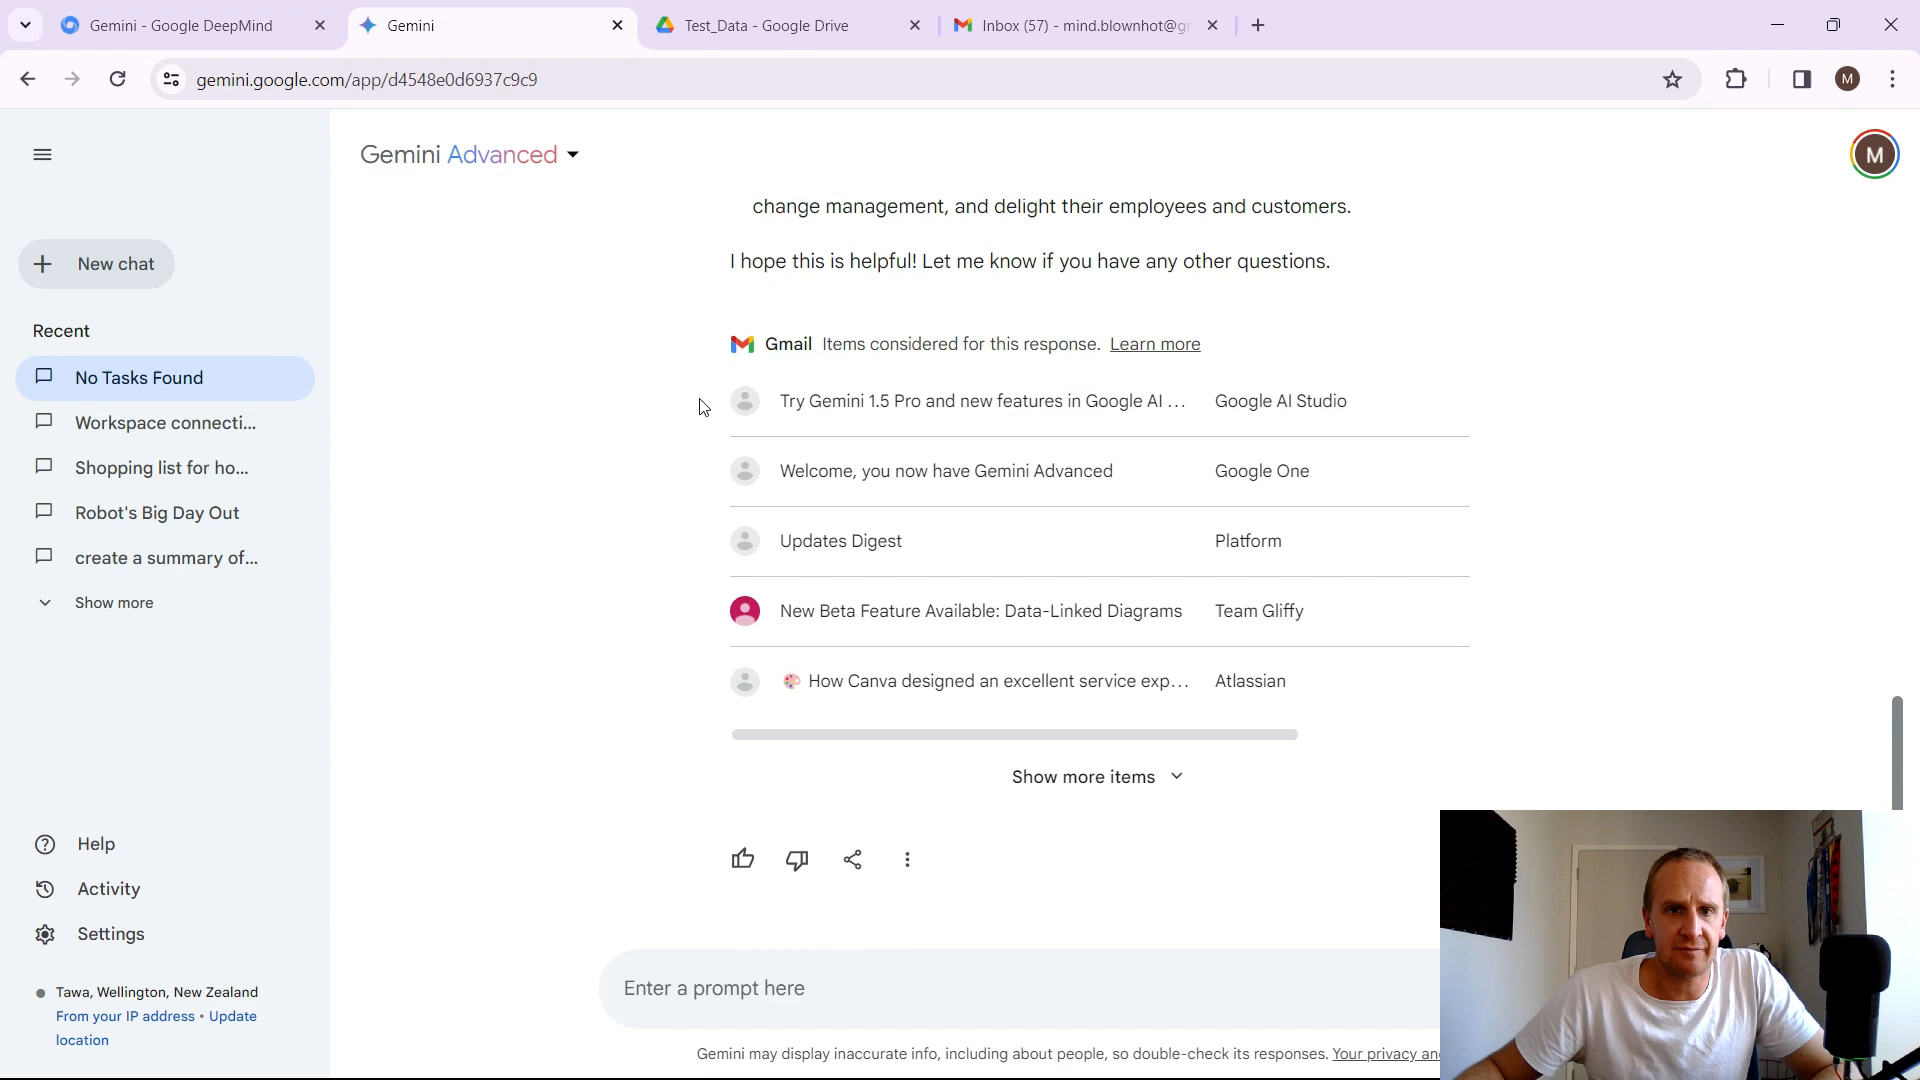 Gemini - Google DeepMind
Gemini
Test_Data - Google Drive
Inbox (57) - mind.blownhot@g
gemini.google.com/app/d4548e0d6937c9c9
M
Gemini Advanced
M
New chat
Recent
No Tasks Found
Workspace connecti...
Shopping list for ho...
Robot's Big Day Out
create a summary of...
Show more
Help
Activity
Settings
Tawa, Wellington, New Zealand
From your IP address • Update
location
change management, and delight their employees and customers.
I hope this is helpful! Let me know if you have any other questions.
Gmail Items considered for this response. Learn more
Try Gemini 1.5 Pro and new features in Google AI ... Google AI Studio
Welcome, you now have Gemini Advanced Google One
Updates Digest Platform
New Beta Feature Available: Data-Linked Diagrams Team Gliffy
🎨 How Canva designed an excellent service exp... Atlassian
Show more items
Enter a prompt here
Gemini may display inaccurate info, including about people, so double-check its responses. Your privacy an